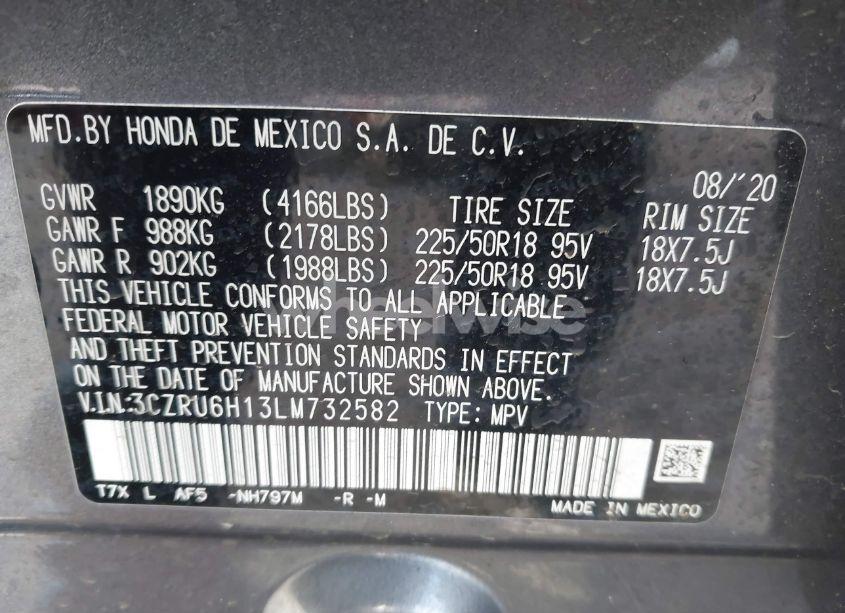 MFD.BY HONDA DE MEXICO S.A. DE C.V.
08/'20
GVWR 1890KG (4166LBS) TIRE SIZE RIM SIZE
GAWR F 988KG (2178LBS) 225/50R18 95V 18X7.5J
GAWR R 902KG (1988LBS) 225/50R18 95V 18X7.5J
THIS VEHICLE CONFORMS TO ALL APPLICABLE
FEDERAL MOTOR VEHICLE SAFETY
AND THEFT PREVENTION STANDARDS IN EFFECT
ON THE DATE OF MANUFACTURE SHOWN ABOVE.
V.I.N:3CZRU6H13LM732582 TYPE: MPV
T7X L AF5 -NH797M -R -M
MADE IN MEXICO